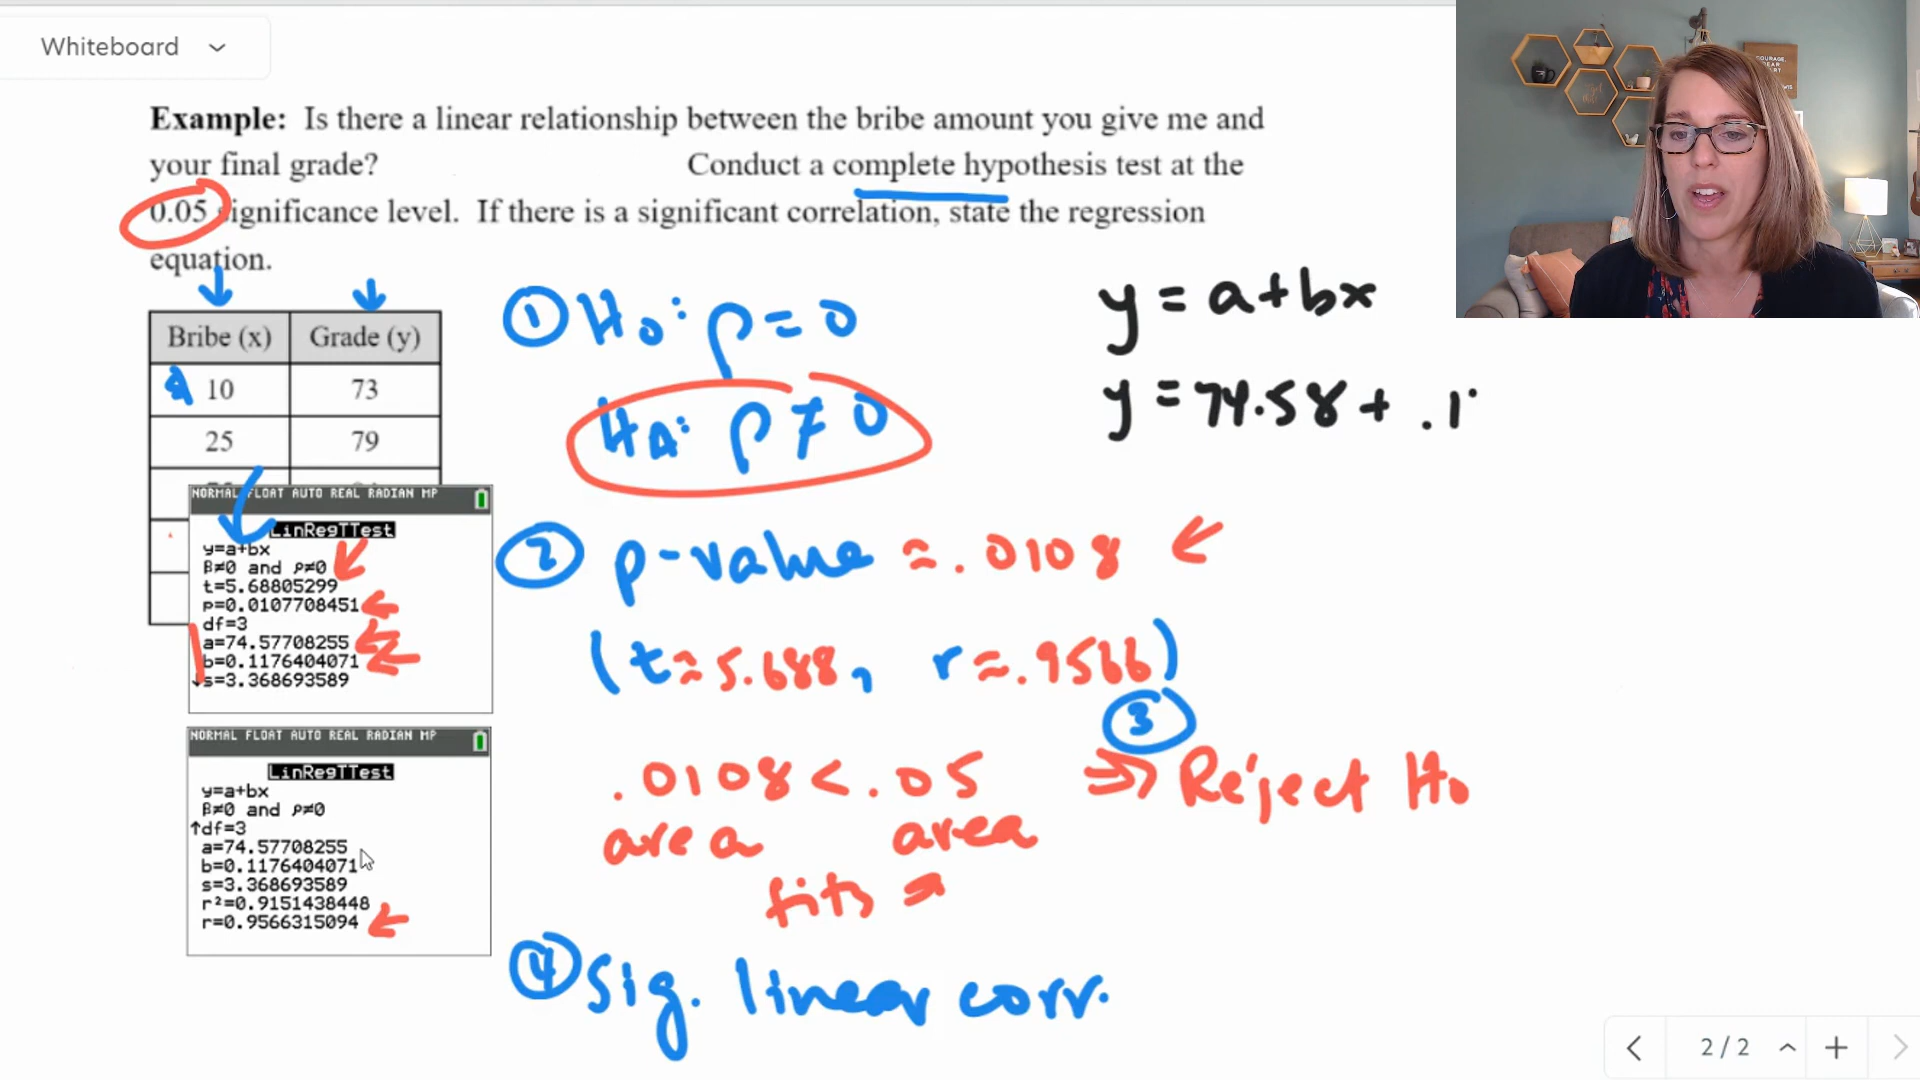 Whiteboard
Example: Is there a linear relationship between the bribe amount you give me and
your final grade? Conduct a complete hypothesis test at the
0.05 significance level. If there is a significant correlation, state the regression
equation.
Bribe (x) Grade (y)
10 73
25 79
① H0: ρ = 0
HA: ρ ≠ 0
y = a+bx
y = 74.58 + .1
NORMAL FLOAT AUTO REAL RADIAN MP
LinRegTTest
y=a+bx
β≠0 and ρ≠0
t=5.68805299
p=0.0107708451
df=3
a=74.57708255
b=0.1176404071
↓s=3.368693589
② p-value ≈ .0108
(t≈5.688, r≈.9566)
.0108 < .05
③
⇒ Reject H0
area area
fits
NORMAL FLOAT AUTO REAL RADIAN MP
LinRegTTest
y=a+bx
β≠0 and ρ≠0
↑df=3
a=74.57708255
b=0.1176404071
s=3.368693589
r²=0.9151438448
r=0.9566315094
④ Sig. linear corr.
2 / 2